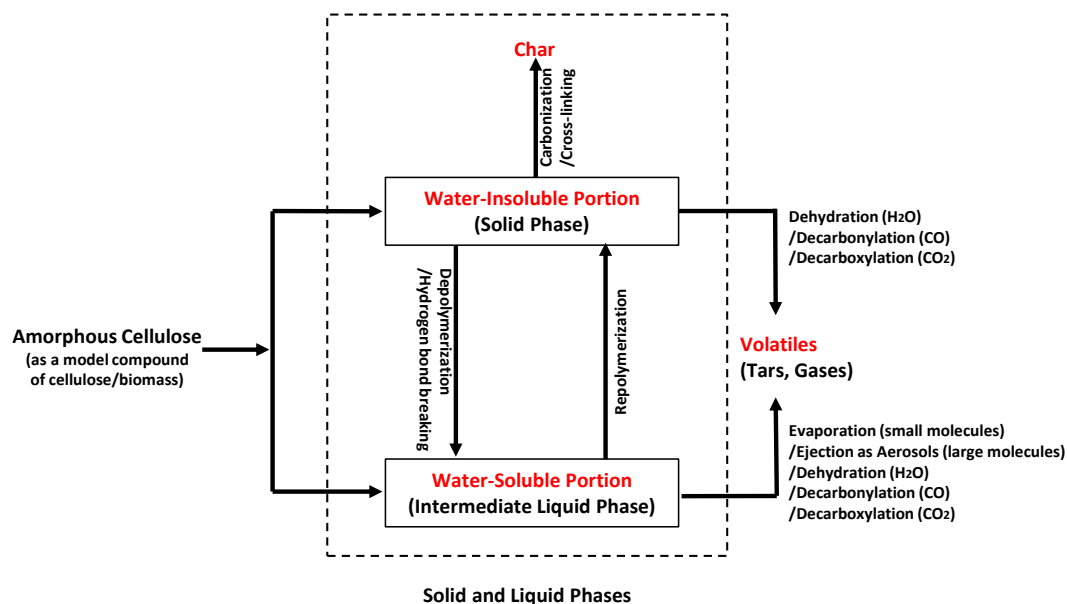 Char
Carbonization
/Cross-linking
Water-Insoluble Portion
(Solid Phase)
Dehydration (H2O)
/Decarbonylation (CO)
/Decarboxylation (CO2)
Depolymerization
/Hydrogen bond breaking
Repolymerization
Amorphous Cellulose
(as a model compound
of cellulose/biomass)
Volatiles
(Tars, Gases)
Evaporation (small molecules)
/Ejection as Aerosols (large molecules)
/Dehydration (H2O)
/Decarbonylation (CO)
/Decarboxylation (CO2)
Water-Soluble Portion
(Intermediate Liquid Phase)
Solid and Liquid Phases